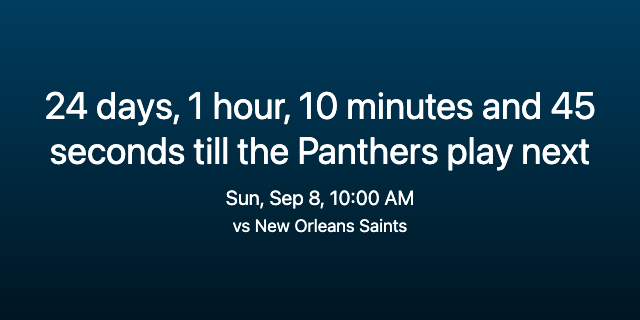 24 days, 1 hour, 10 minutes and 45
seconds till the Panthers play next
Sun, Sep 8, 10:00 AM
vs New Orleans Saints